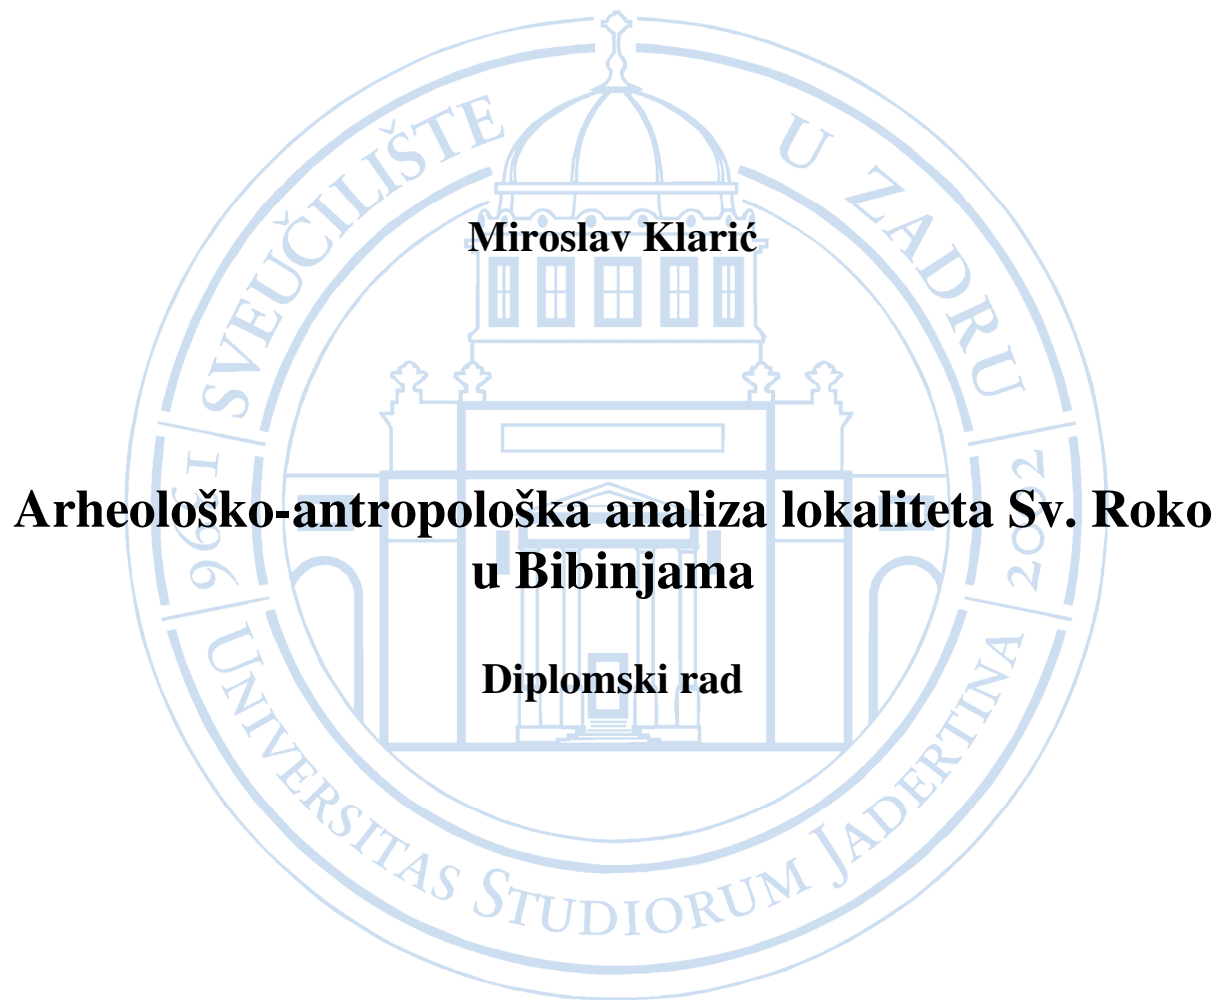 SVEUČILIŠTE U ZADRU
Miroslav Klarić
1396
2002
Arheološko-antropološka analiza lokaliteta Sv. Roko
u Bibinjama
Diplomski rad
UNIVERSITAS STUDIORUM JADERTINA